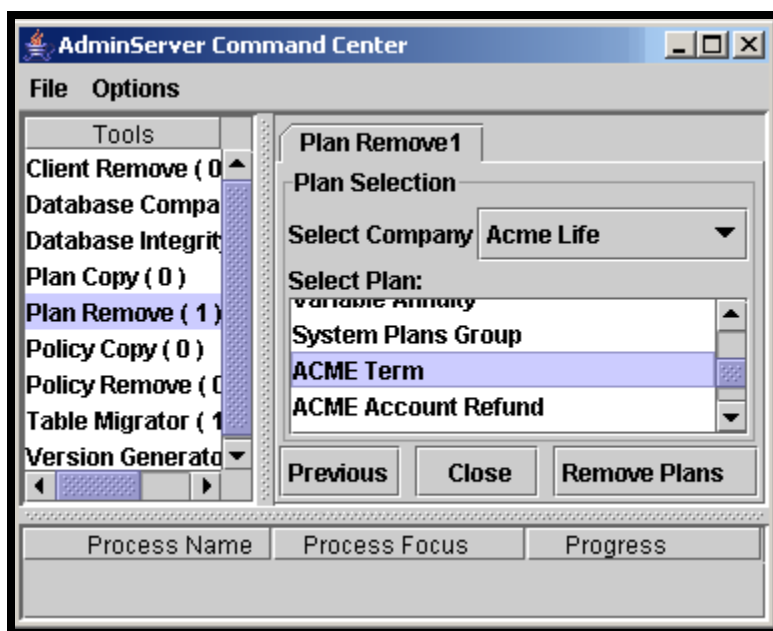 AdminServer Command Center
File Options
Tools
Client Remove ( 0
Database Compa
Database Integrit
Plan Copy ( 0 )
Plan Remove ( 1 )
Policy Copy ( 0 )
Policy Remove ( 0
Table Migrator ( 1
Version Generato
Plan Remove1
Plan Selection
Select Company Acme Life
Select Plan:
Variable Annuity
System Plans Group
ACME Term
ACME Account Refund
Previous Close Remove Plans
Process Name Process Focus Progress